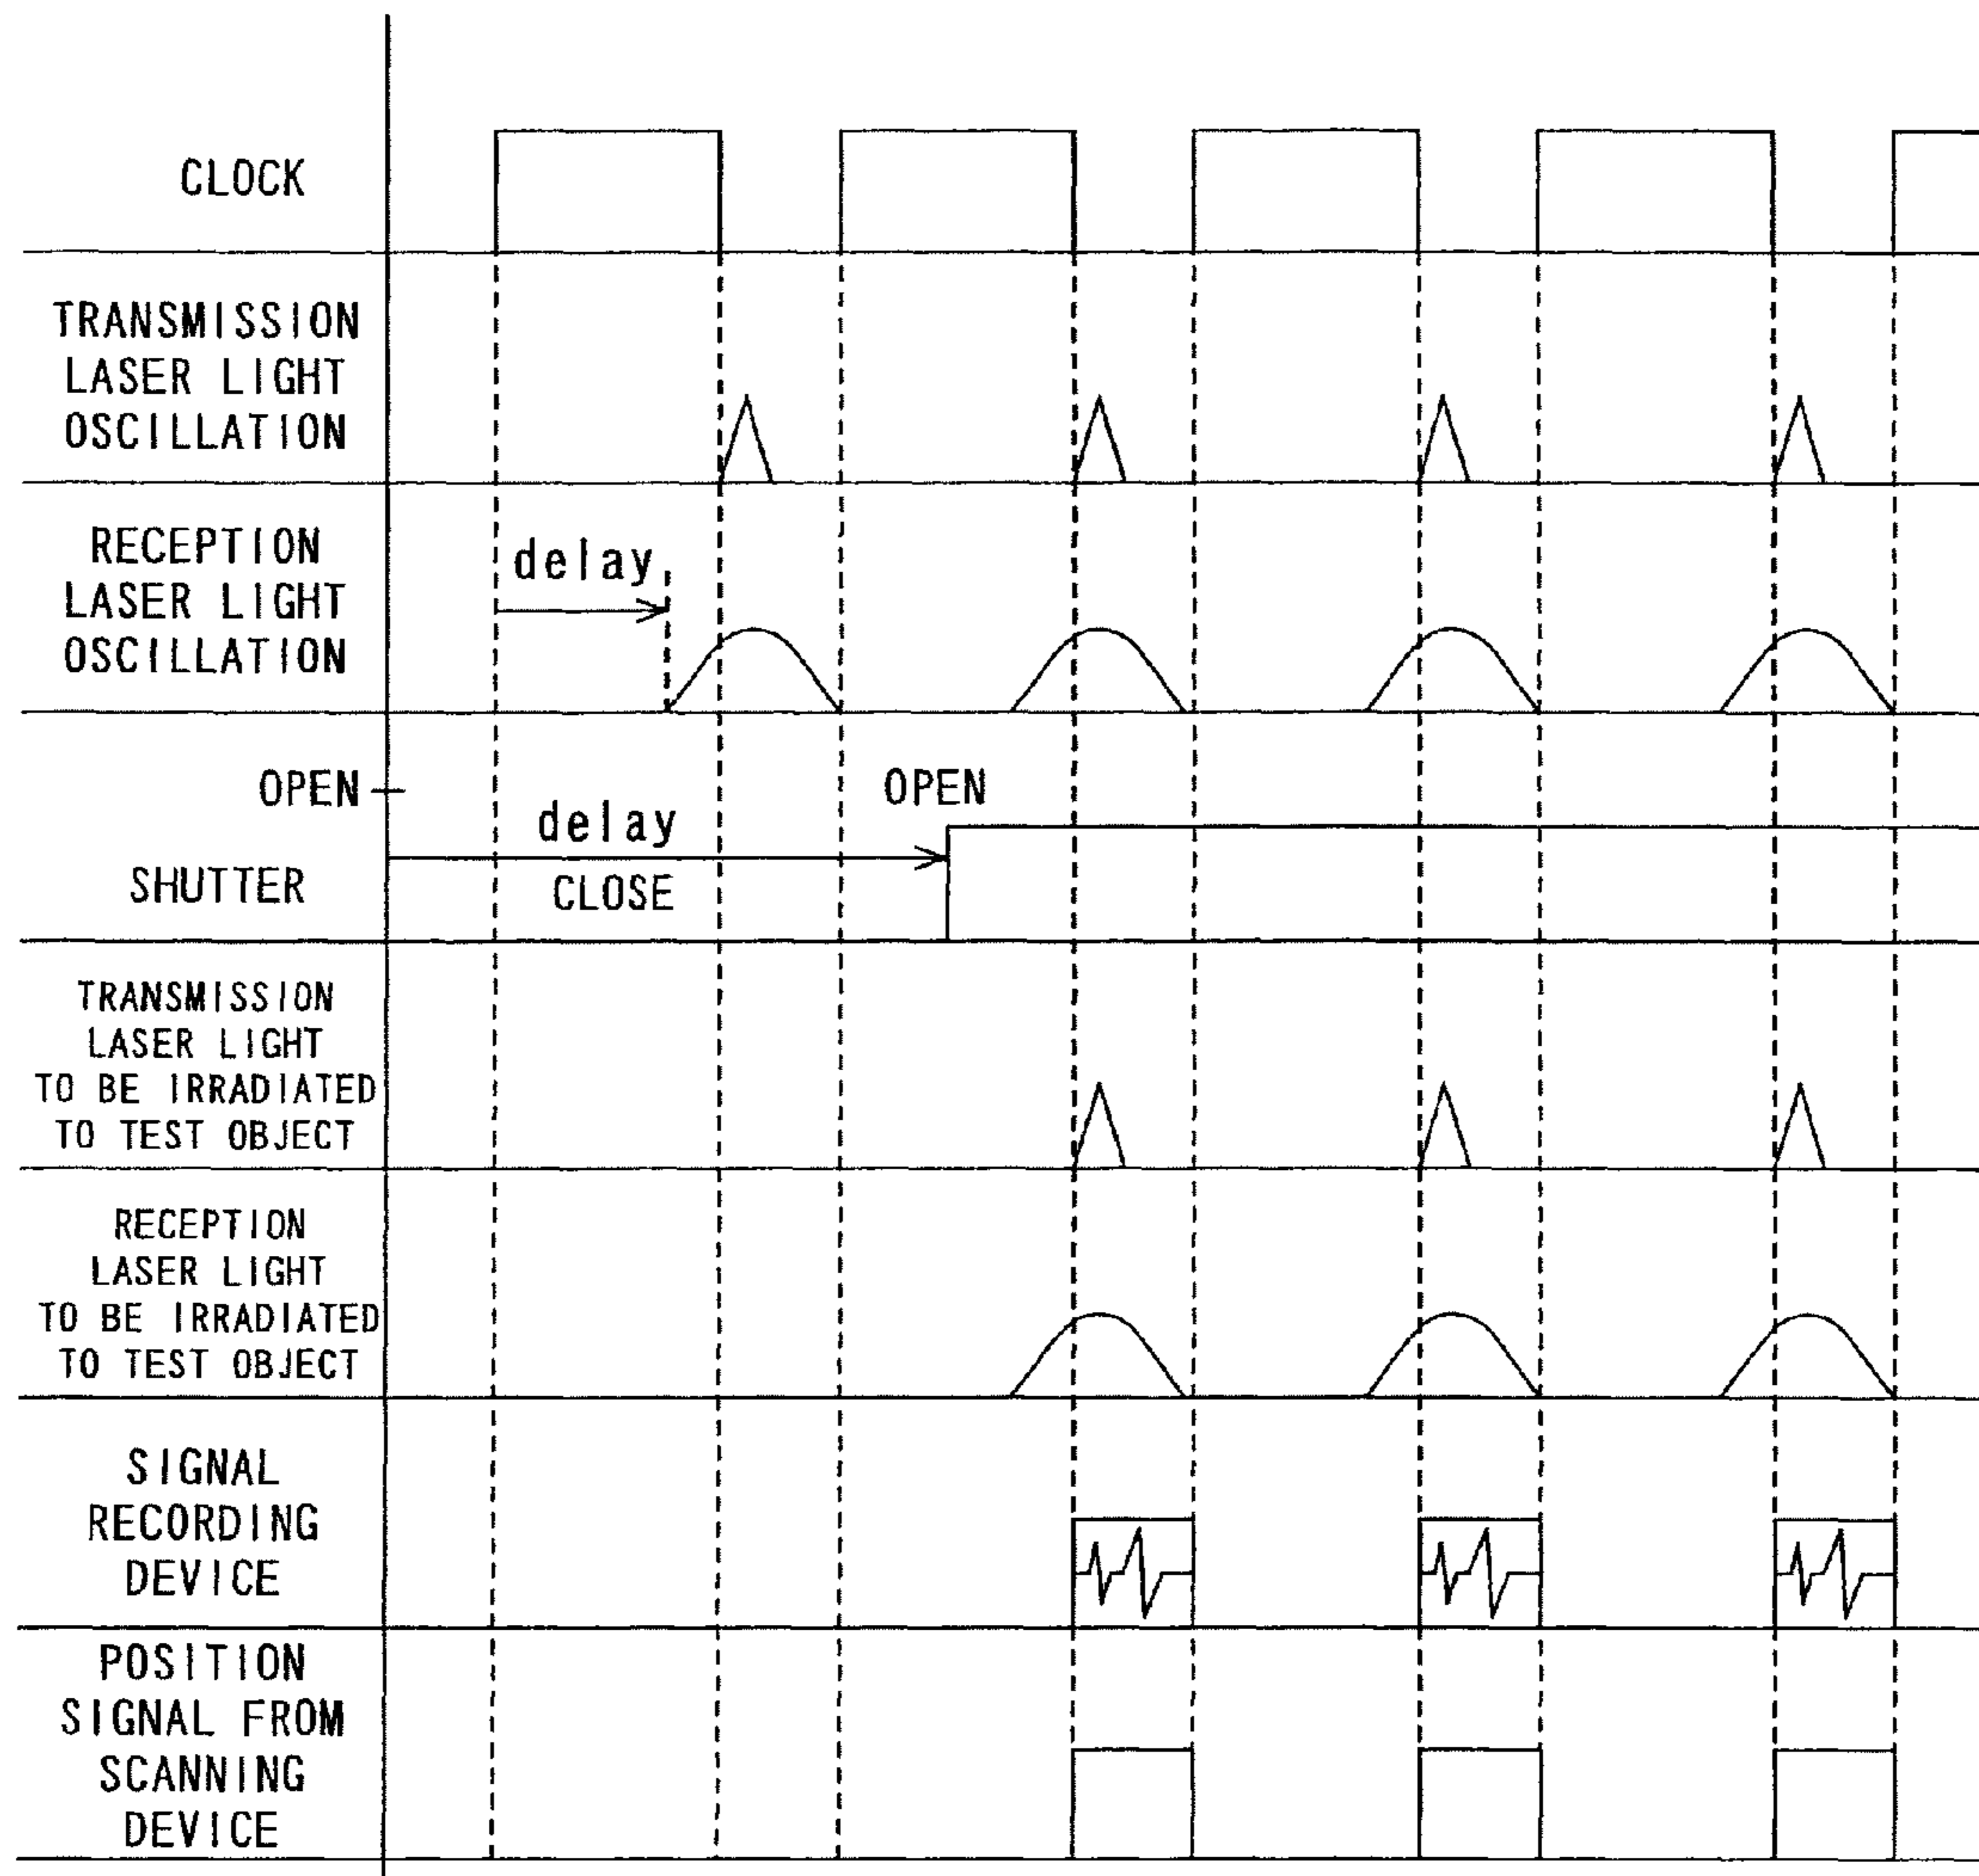 CLOCK
TRANSMISSION
LASER LIGHT
OSCILLATION
RECEPTION
LASER LIGHT
OSCILLATION
delay
OPEN
OPEN
delay
SHUTTER
CLOSE
TRANSMISSION
LASER LIGHT
TO BE IRRADIATED
TO TEST OBJECT
RECEPTION
LASER LIGHT
TO BE IRRADIATED
TO TEST OBJECT
SIGNAL
RECORDING
DEVICE
POSITION
SIGNAL FROM
SCANNING
DEVICE